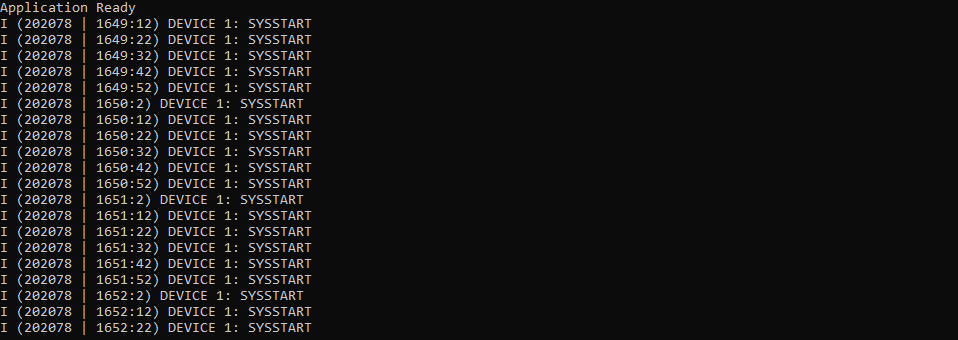 Application Ready
I (202078 | 1649:12) DEVICE 1: SYSSTART
I (202078 | 1649:22) DEVICE 1: SYSSTART
I (202078 | 1649:32) DEVICE 1: SYSSTART
I (202078 | 1649:42) DEVICE 1: SYSSTART
I (202078 | 1649:52) DEVICE 1: SYSSTART
I (202078 | 1650:2) DEVICE 1: SYSSTART
I (202078 | 1650:12) DEVICE 1: SYSSTART
I (202078 | 1650:22) DEVICE 1: SYSSTART
I (202078 | 1650:32) DEVICE 1: SYSSTART
I (202078 | 1650:42) DEVICE 1: SYSSTART
I (202078 | 1650:52) DEVICE 1: SYSSTART
I (202078 | 1651:2) DEVICE 1: SYSSTART
I (202078 | 1651:12) DEVICE 1: SYSSTART
I (202078 | 1651:22) DEVICE 1: SYSSTART
I (202078 | 1651:32) DEVICE 1: SYSSTART
I (202078 | 1651:42) DEVICE 1: SYSSTART
I (202078 | 1651:52) DEVICE 1: SYSSTART
I (202078 | 1652:2) DEVICE 1: SYSSTART
I (202078 | 1652:12) DEVICE 1: SYSSTART
I (202078 | 1652:22) DEVICE 1: SYSSTART